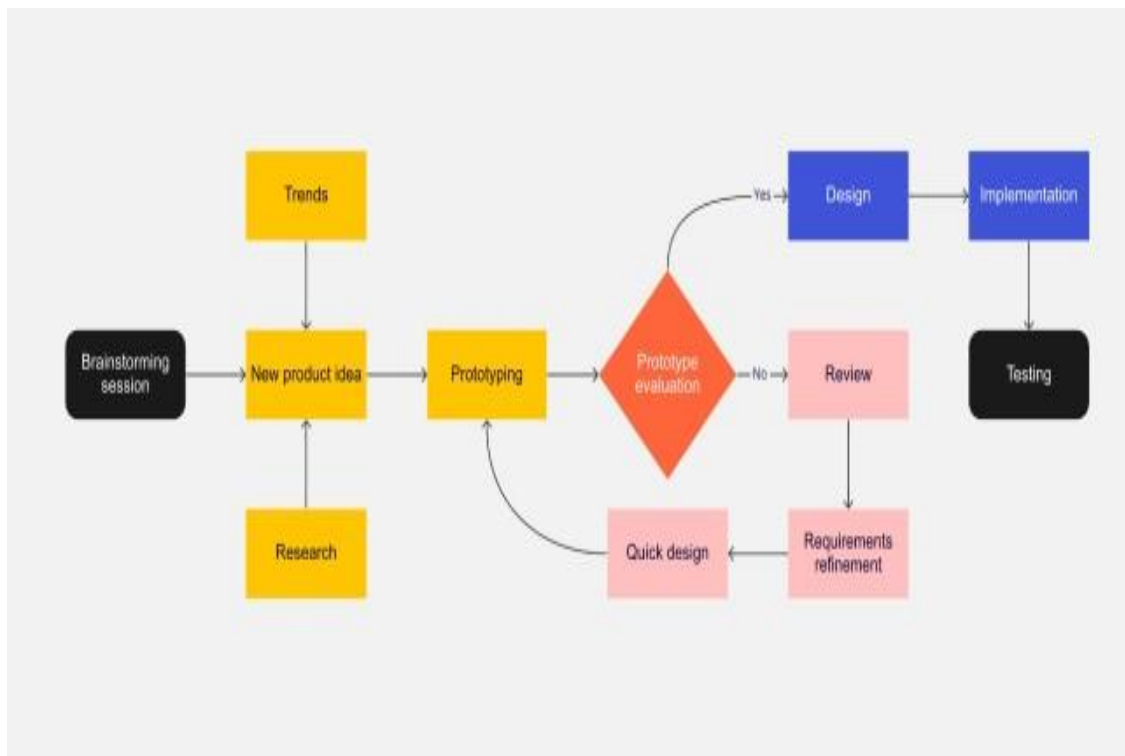 Trends
Yes
Design
Implementation
Brainstorming
session
New product idea
Prototyping
Prototype
evaluation
No
Review
Testing
Research
Quick design
Requirements
refinement